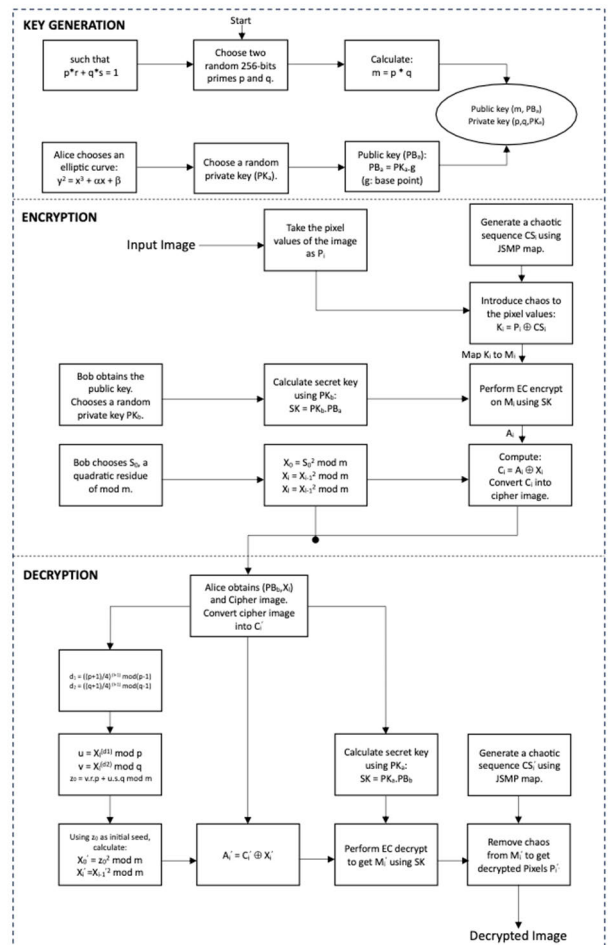 KEY GENERATION
Start
such that
p*r + q*s = 1
Choose two
random 256-bits
primes p and q.
Calculate:
m = p * q
Public key (m, PBₐ)
Private key (p,q,PKₐ)
Alice chooses an
elliptic curve:
y² = x³ + αx + β
Choose a random
private key (PKₐ).
Public key (PBₐ):
PBₐ = PKₐ.g
(g: base point)
ENCRYPTION
Input Image
Take the pixel
values of the image
as Pᵢ
Generate a chaotic
sequence CSᵢ using
JSMP map.
Introduce chaos to
the pixel values:
Kᵢ = Pᵢ ⊕ CSᵢ
Map Kᵢ to Mᵢ
Bob obtains the
public key.
Chooses a random
private key PK_b.
Calculate secret key
using PK_b:
SK = PK_b.PBₐ
Perform EC encrypt
on Mᵢ using SK
Aᵢ
Bob chooses S₀, a
quadratic residue
of mod m.
X₀ = S₀² mod m
Xᵢ = Xᵢ₋₁² mod m
Xₗ = Xₗ₋₁² mod m
Compute:
Cᵢ = Aᵢ ⊕ Xᵢ
Convert Cᵢ into
cipher image.
DECRYPTION
Alice obtains (PB_b,Xₗ)
and Cipher image.
Convert cipher image
into Cᵢ′
d₁ = ((p+1)/4)⁽ˡ⁺¹⁾ mod(p-1)
d₂ = ((q+1)/4)⁽ˡ⁺¹⁾ mod(q-1)
u = Xₗ^(d1) mod p
v = Xₗ^(d2) mod q
z₀ = v.r.p + u.s.q mod m
Calculate secret key
using PKₐ:
SK = PKₐ.PB_b
Generate a chaotic
sequence CSᵢ′ using
JSMP map.
Using z₀ as initial seed,
calculate:
X₀′ = z₀² mod m
Xᵢ′ =Xᵢ₋₁′² mod m
Aᵢ′ = Cᵢ′ ⊕ Xᵢ′
Perform EC decrypt
to get Mᵢ′ using SK
Remove chaos
from Mᵢ′ to get
decrypted Pixels Pᵢ′
Decrypted Image